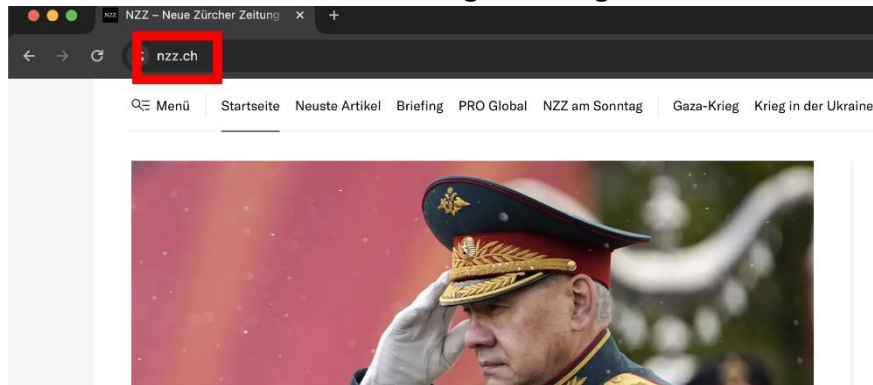 NZZ NZZ – Neue Zürcher Zeitung
nzz.ch
Menü Startseite Neuste Artikel Briefing PRO Global NZZ am Sonntag Gaza-Krieg Krieg in der Ukraine